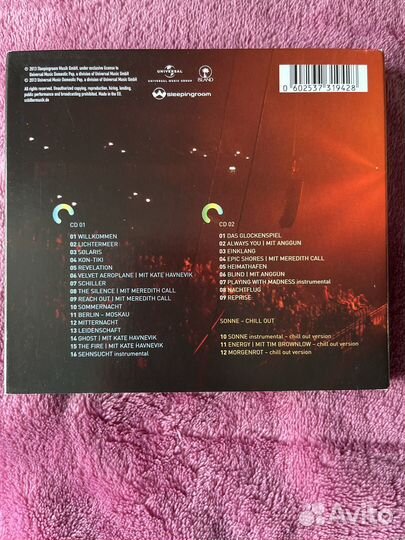 ℗ 2013 Sleepingroom Musik GmbH, under exclusive license to
Universal Music Domestic Pop, a division of Universal Music GmbH
© 2013 Universal Music Domestic Pop, a division of Universal Music GmbH
All rights reserved. Unauthorized copying, reproduction, hiring, lending,
public performance and broadcasting prohibited. Made in the EU.
schillermusik.de
UNIVERSAL
UNIVERSAL MUSIC GROUP
ISLAND
sleepingroom
0 602537 319428
CD 01
01 WILLKOMMEN
02 LICHTERMEER
03 SOLARIS
04 KON-TIKI
05 REVELATION
06 VELVET AEROPLANE | MIT KATE HAVNEVIK
07 SCHILLER
08 THE SILENCE | MIT MEREDITH CALL
09 REACH OUT | MIT MEREDITH CALL
10 SOMMERNACHT
11 BERLIN – MOSKAU
12 MITTERNACHT
13 LEIDENSCHAFT
14 GHOST | MIT KATE HAVNEVIK
15 THE FIRE | MIT KATE HAVNEVIK
16 SEHNSUCHT instrumental
CD 02
01 DAS GLOCKENSPIEL
02 ALWAYS YOU | MIT ANGGUN
03 EINKLANG
04 EPIC SHORES | MIT MEREDITH CALL
05 HEIMATHAFEN
06 BLIND | MIT ANGGUN
07 PLAYING WITH MADNESS instrumental
08 NACHTFLUG
09 REPRISE
SONNE – CHILL OUT
10 SONNE instrumental – chill out version
11 ENERGY | MIT TIM BROWNLOW – chill out version
12 MORGENROT – chill out version
Avito